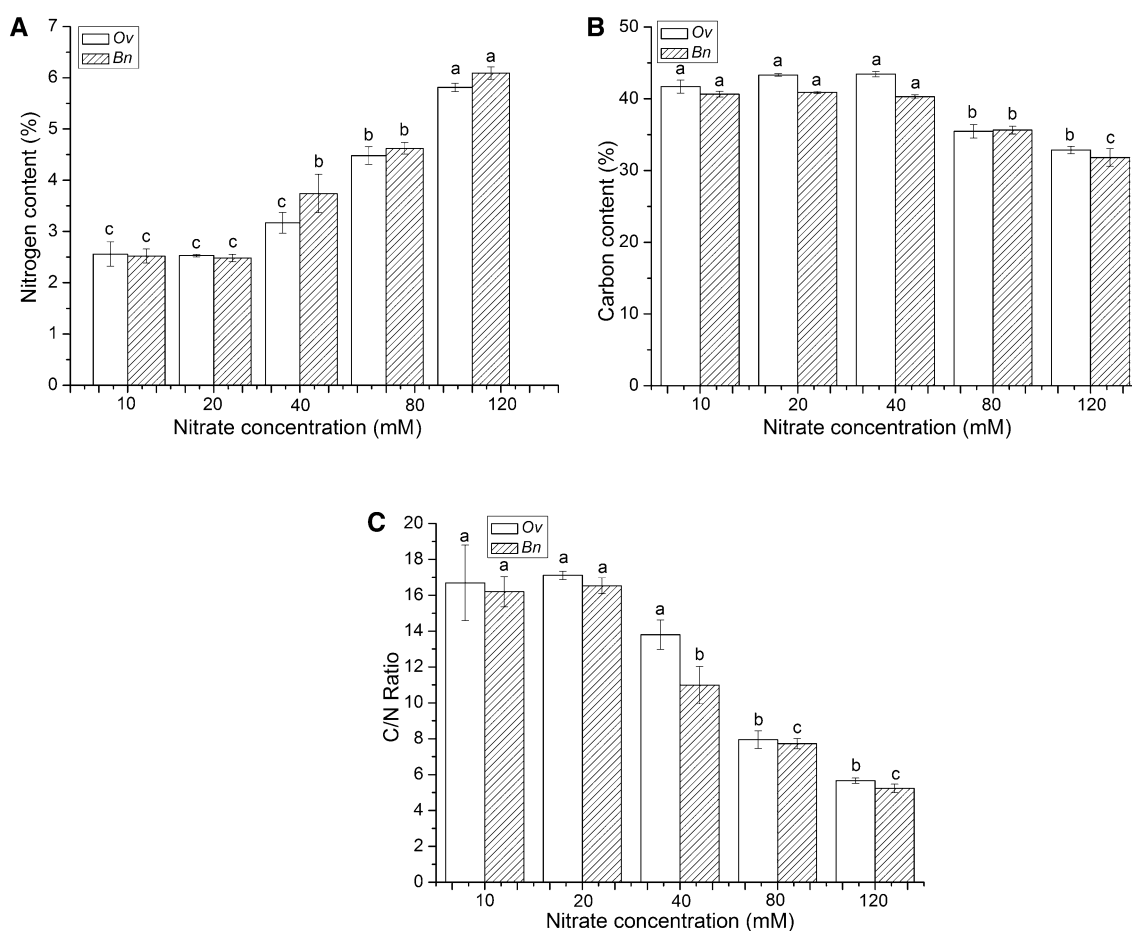 A
7
6
5
4
3
2
1
0
Nitrogen content (%)
Ov
Bn
c c c c c b b b a a
10 20 40 80 120
Nitrate concentration (mM)
B
50
40
30
20
10
0
Carbon content (%)
Ov
Bn
a a a a a a b b b c
10 20 40 80 120
Nitrate concentration (mM)
C
20
18
16
14
12
10
8
6
4
2
0
C/N Ratio
Ov
Bn
a a a a a b b c b c
10 20 40 80 120
Nitrate concentration (mM)